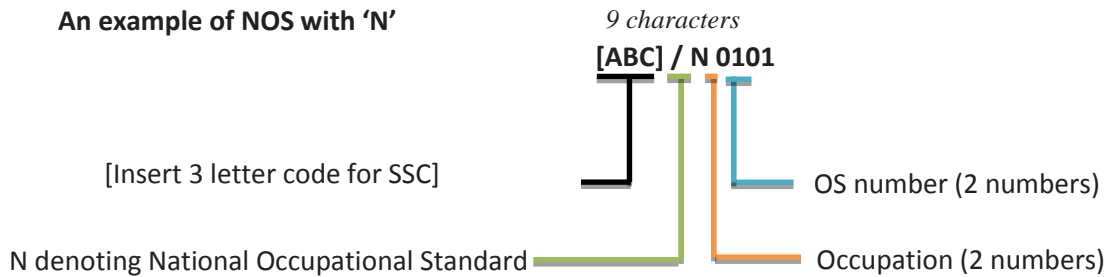 An example of NOS with ‘N’
9 characters
[ABC] / N 0101
[Insert 3 letter code for SSC]
OS number (2 numbers)
N denoting National Occupational Standard
Occupation (2 numbers)